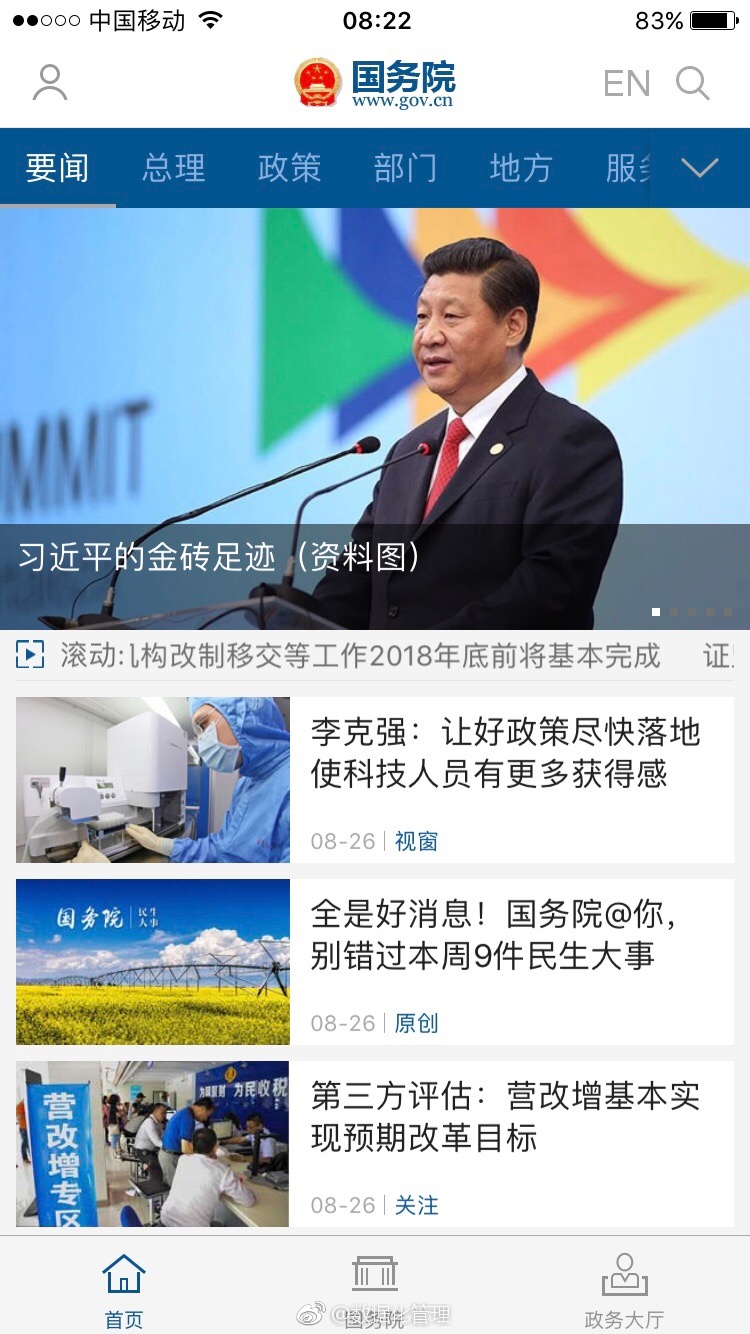 中国移动 08:22 83%
国务院
www.gov.cn
EN
要闻 总理 政策 部门 地方 服务
UMMIT
习近平的金砖足迹（资料图）
滚动: 构改制移交等工作2018年底前将基本完成 证
李克强：让好政策尽快落地
使科技人员有更多获得感
08-26 视窗
国务院 民生大事
全是好消息！国务院@你，
别错过本周9件民生大事
08-26 原创
为民收税
营改增专区
第三方评估：营改增基本实
现预期改革目标
08-26 关注
首页 国务院 政务大厅
@数据化管理